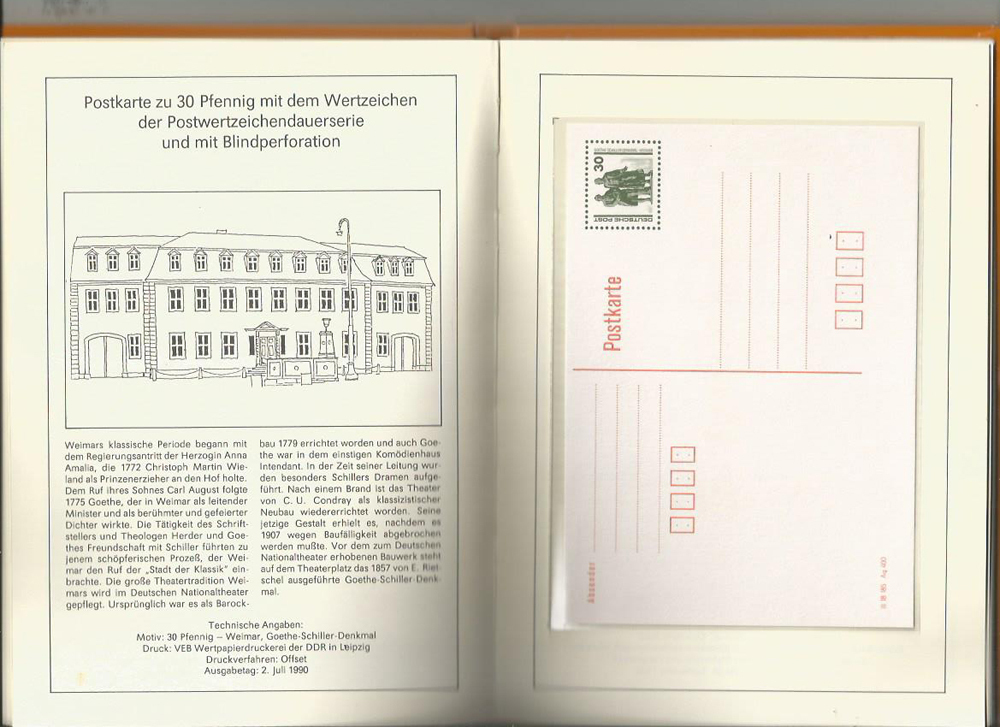 Postkarte zu 30 Pfennig mit dem Wertzeichen
der Postwertzeichendauerserie
und mit Blindperforation
Weimars klassische Periode begann mit
dem Regierungsantritt der Herzogin Anna
Amalia, die 1772 Christoph Martin Wie-
land als Prinzenerzieher an den Hof holte.
Dem Ruf ihres Sohnes Carl August folgte
1775 Goethe, der in Weimar als leitender
Minister und als berühmter und gefeierter
Dichter wirkte. Die Tätigkeit des Schrift-
stellers und Theologen Herder und Goe-
thes Freundschaft mit Schiller führten zu
jenem schöpferischen Prozeß, der Wei-
mar den Ruf der „Stadt der Klassik" ein-
brachte. Die große Theatertradition Wei-
mars wird im Deutschen Nationaltheater
gepflegt. Ursprünglich war es als Barock-
bau 1779 errichtet worden und auch Goe-
the war in dem einstigen Komödienhaus
Intendant. In der Zeit seiner Leitung wur-
den besonders Schillers Dramen aufge-
führt. Nach einem Brand ist das Theater
von C. U. Condray als klassizistischer
Neubau wiedererrichtet worden. Seine
jetzige Gestalt erhielt es, nachdem es
1907 wegen Baufälligkeit abgebrochen
werden mußte. Vor dem zum Deutschen
Nationaltheater erhobenen Bauwerk steht
auf dem Theaterplatz das 1857 von E. Riet-
schel ausgeführte Goethe-Schiller-Denk-
mal.
Technische Angaben:
Motiv: 30 Pfennig – Weimar, Goethe-Schiller-Denkmal
Druck: VEB Wertpapierdruckerei der DDR in Leipzig
Druckverfahren: Offset
Ausgabetag: 2. Juli 1990
30
DEUTSCHE POST
Postkarte
Absender